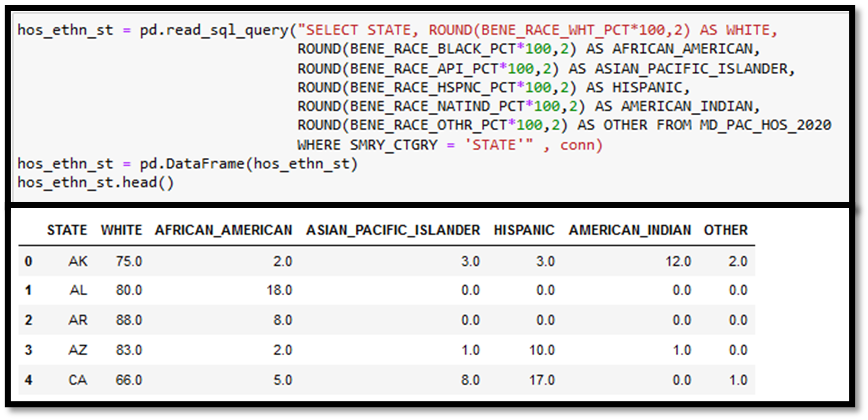 hos_ethn_st = pd.read_sql_query("SELECT STATE, ROUND(BENE_RACE_WHT_PCT*100,2) AS WHITE,
ROUND(BENE_RACE_BLACK_PCT*100,2) AS AFRICAN_AMERICAN,
ROUND(BENE_RACE_API_PCT*100,2) AS ASIAN_PACIFIC_ISLANDER,
ROUND(BENE_RACE_HSPNC_PCT*100,2) AS HISPANIC,
ROUND(BENE_RACE_NATIND_PCT*100,2) AS AMERICAN_INDIAN,
ROUND(BENE_RACE_OTHR_PCT*100,2) AS OTHER FROM MD_PAC_HOS_2020
WHERE SMRY_CTGRY = 'STATE'" , conn)
hos_ethn_st = pd.DataFrame(hos_ethn_st)
hos_ethn_st.head()
STATE WHITE AFRICAN_AMERICAN ASIAN_PACIFIC_ISLANDER HISPANIC AMERICAN_INDIAN OTHER
0 AK 75.0 2.0 3.0 3.0 12.0 2.0
1 AL 80.0 18.0 0.0 0.0 0.0 0.0
2 AR 88.0 8.0 0.0 0.0 0.0 0.0
3 AZ 83.0 2.0 1.0 10.0 1.0 0.0
4 CA 66.0 5.0 8.0 17.0 0.0 1.0